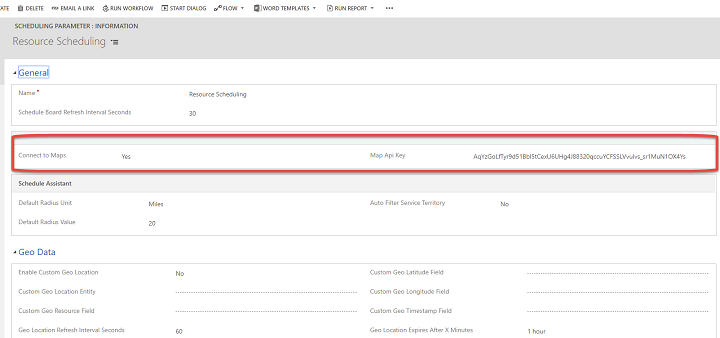 ATE DELETE EMAIL A LINK RUN WORKFLOW START DIALOG FLOW WORD TEMPLATES RUN REPORT •••
SCHEDULING PARAMETER : INFORMATION
Resource Scheduling
General
Name * Resource Scheduling
Schedule Board Refresh Interval Seconds 30
Connect to Maps Yes Map Api Key
Schedule Assistant
Default Radius Unit Miles Auto Filter Service Territory No
Default Radius Value 20
Geo Data
Enable Custom Geo Location No Custom Geo Latitude Field
Custom Geo Location Entity Custom Geo Longitude Field
Custom Geo Resource Field Custom Geo Timestamp Field
Geo Location Refresh Interval Seconds 60 Geo Location Expires After X Minutes 1 hour